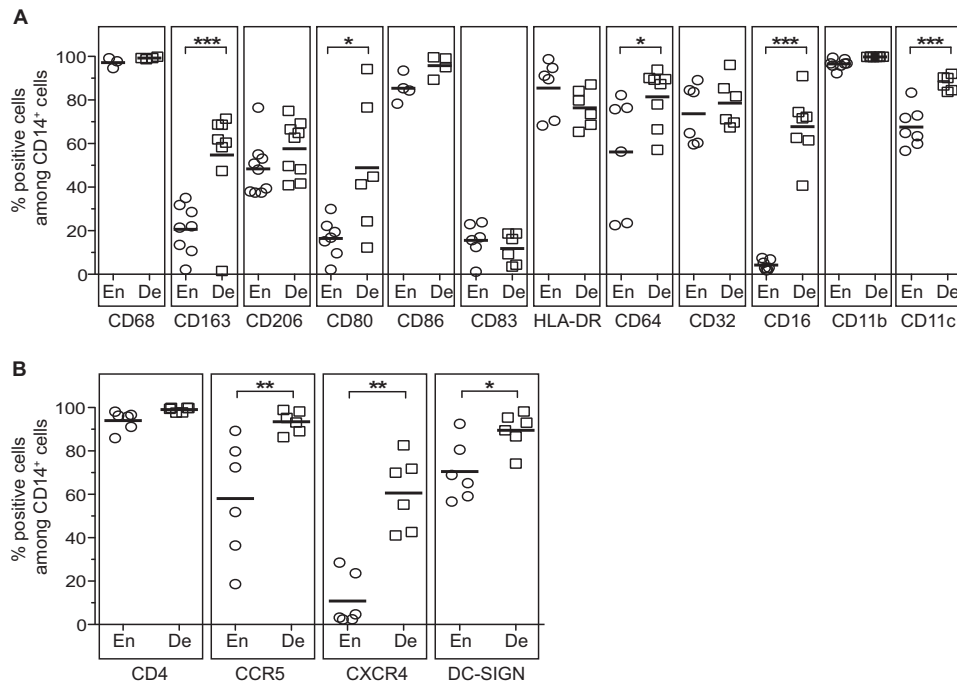 A
% positive cells
among CD14⁺ cells
100
80
60
40
20
0
*** * * *** ***
En De En De En De En De En De En De En De En De En De En De En De En De
CD68 CD163 CD206 CD80 CD86 CD83 HLA-DR CD64 CD32 CD16 CD11b CD11c
B
% positive cells
among CD14⁺ cells
100
80
60
40
20
0
** ** *
En De En De En De En De
CD4 CCR5 CXCR4 DC-SIGN